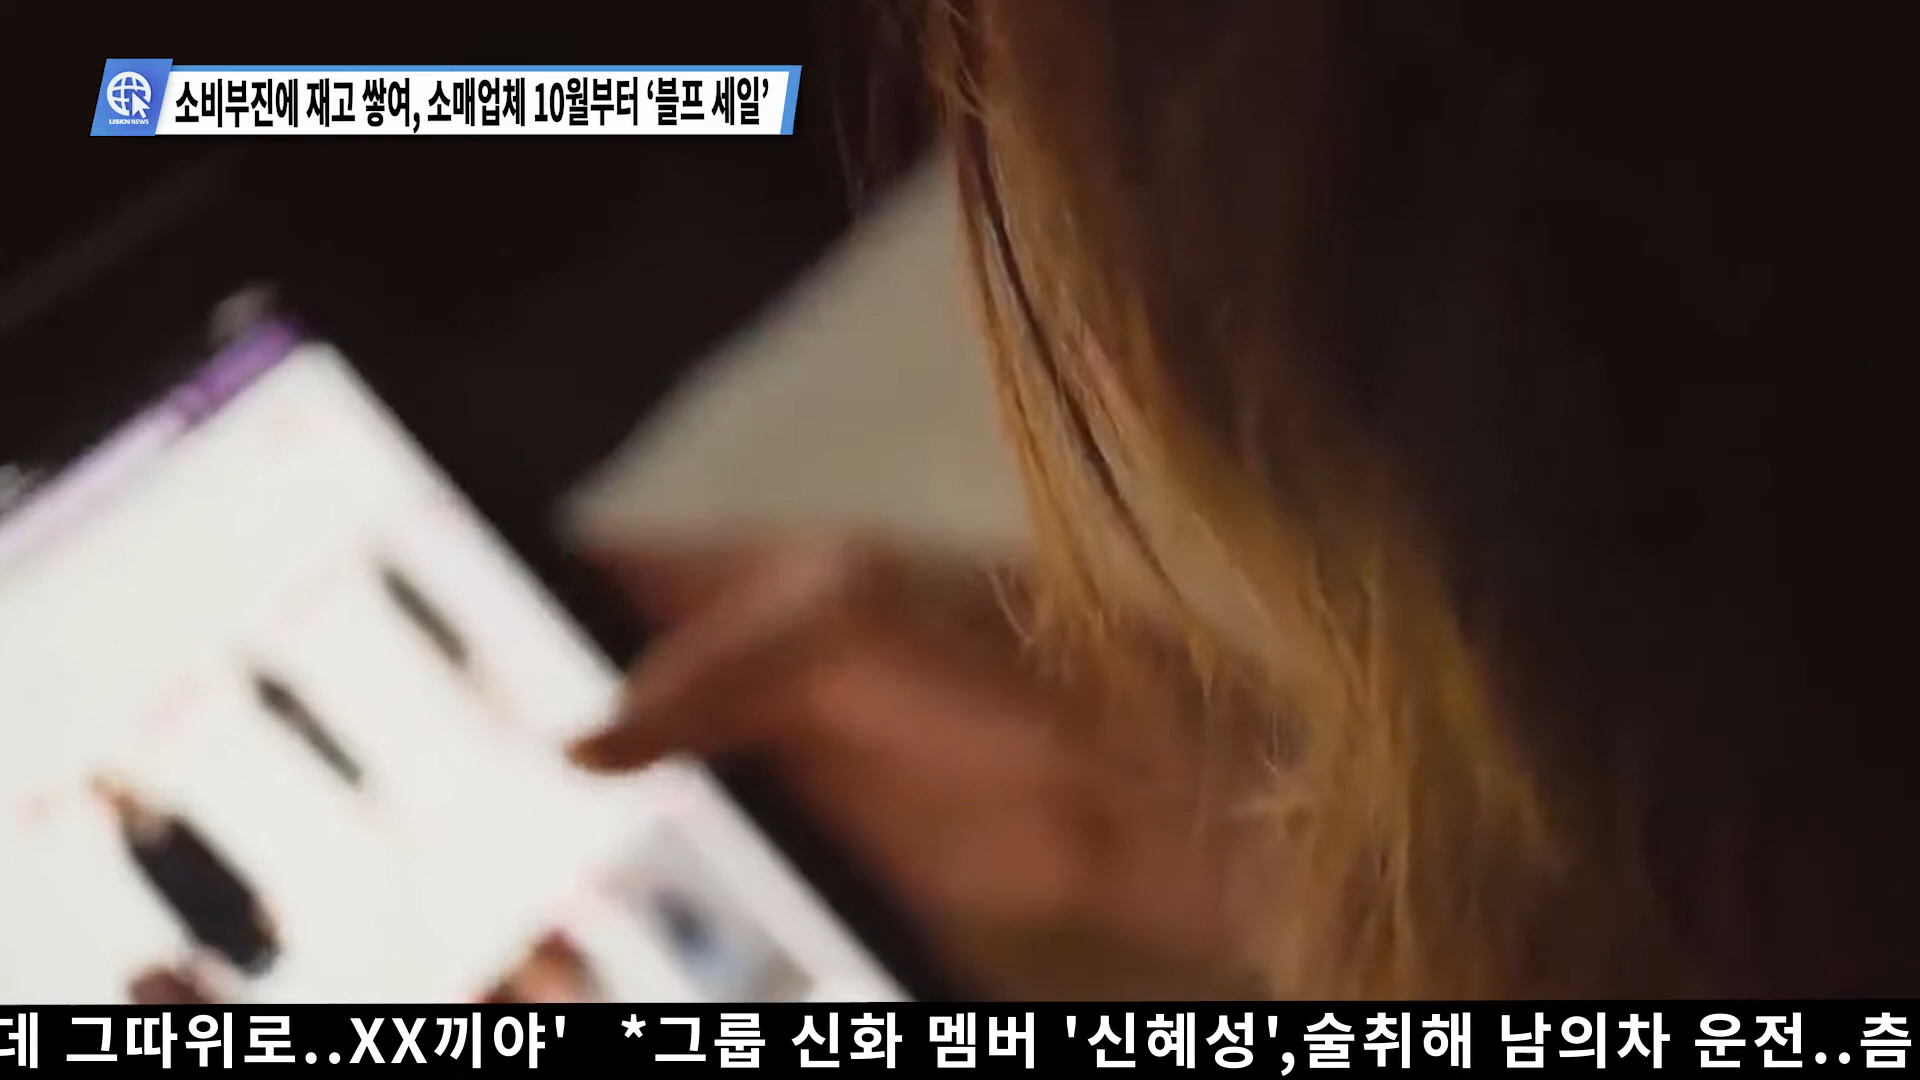 소비부진에 재고 쌓여, 소매업체 10월부터 ‘블프 세일’
USKN NEWS
데 그따위로..XX끼야' *그룹 신화 멤버 '신혜성',술취해 남의차 운전..츰